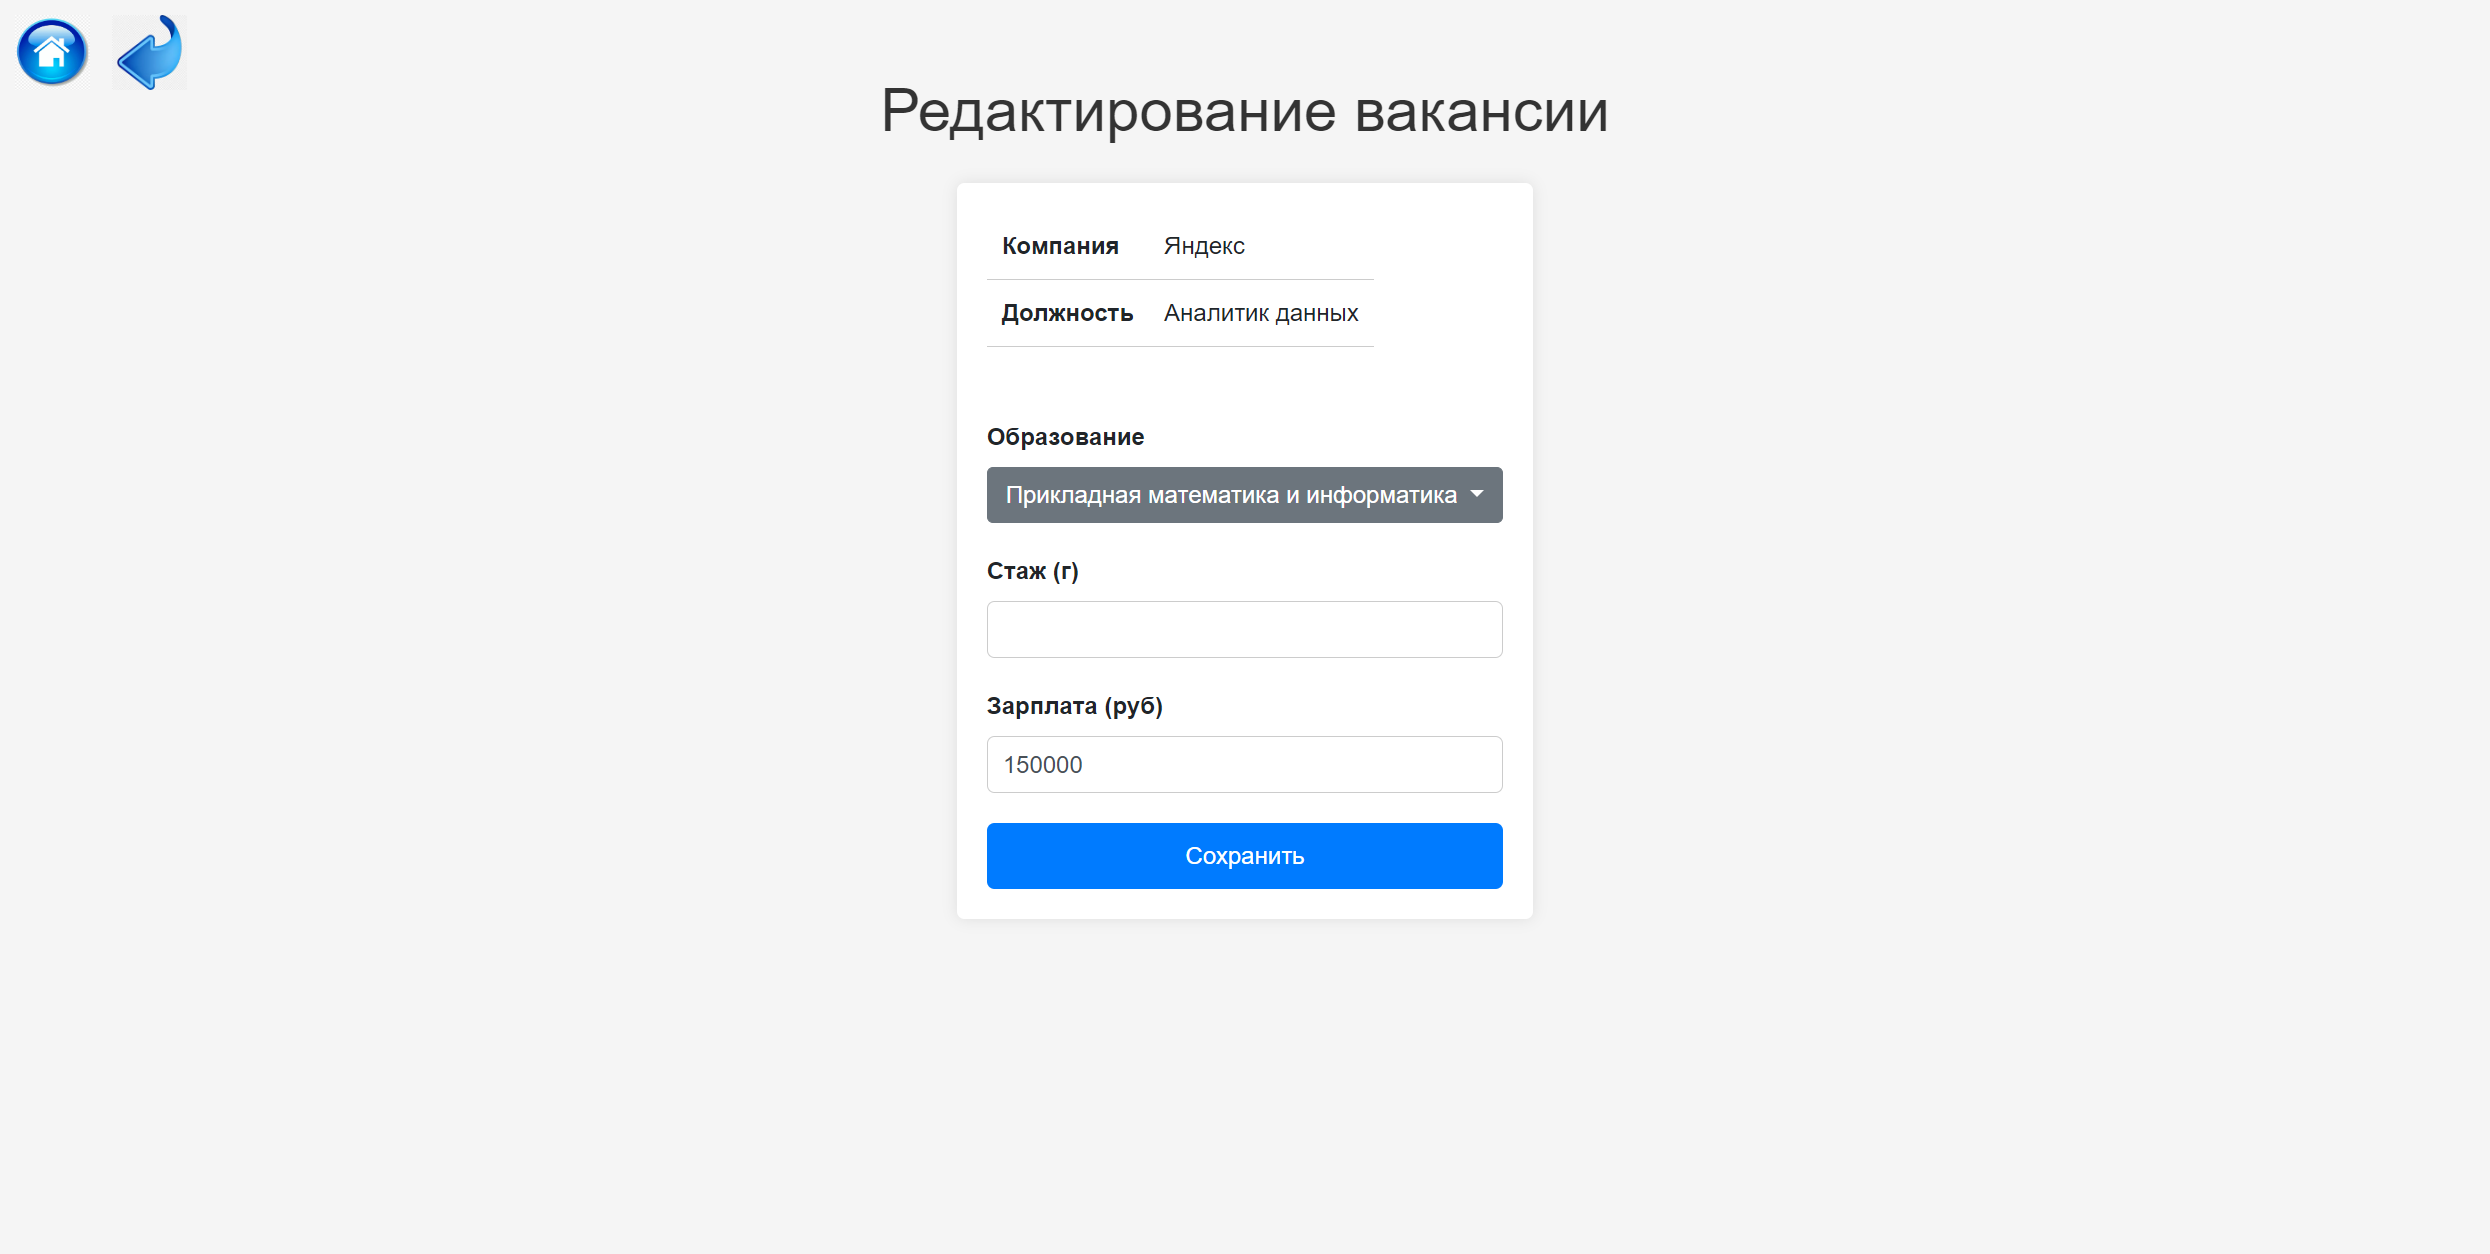 Редактирование вакансии
Компания Яндекс
Должность Аналитик данных
Образование
Прикладная математика и информатика
Стаж (г)
Зарплата (руб)
150000
Сохранить